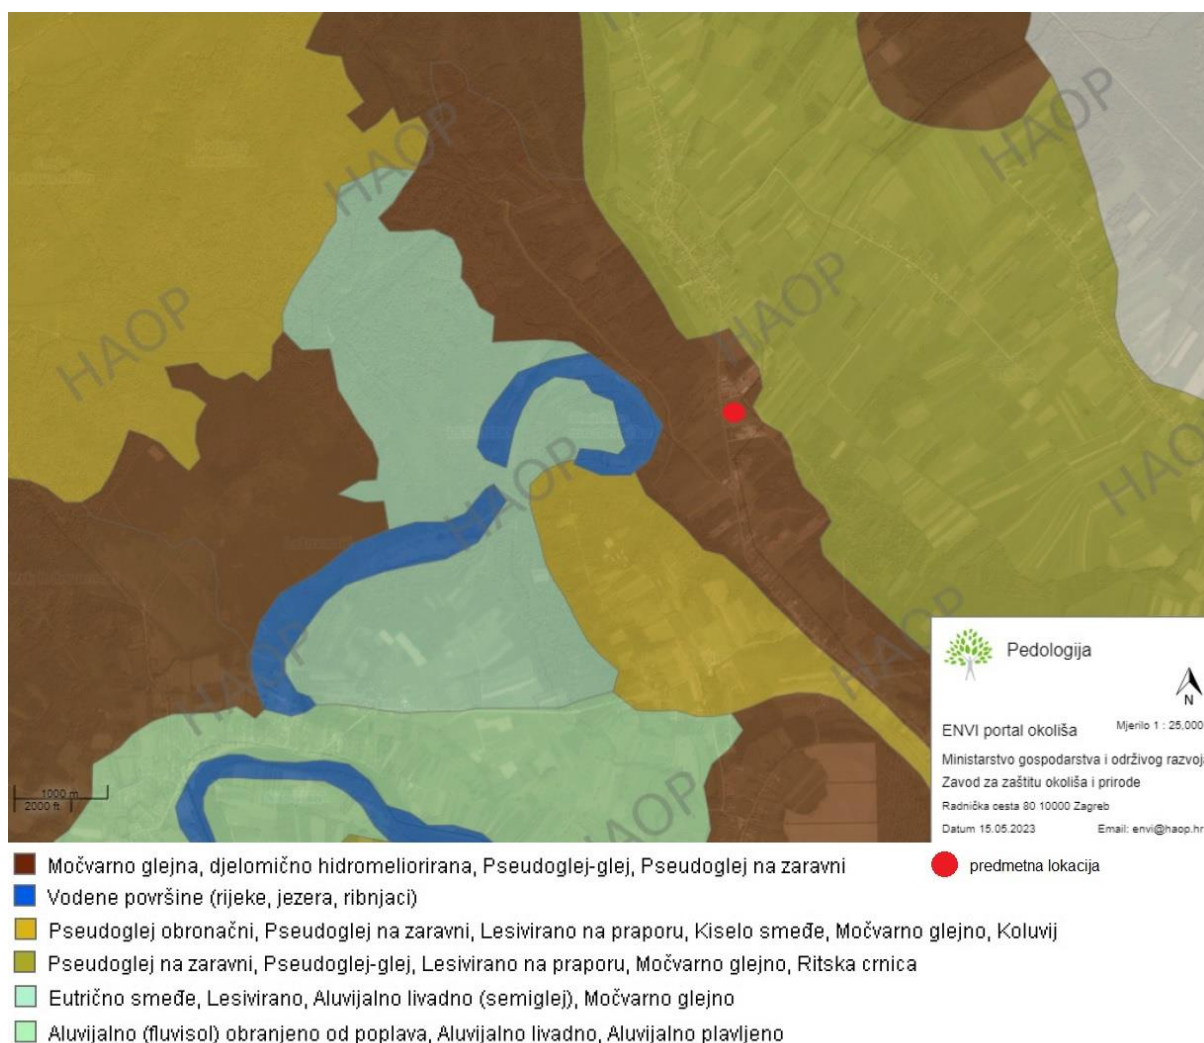 HAOP
HAOP
HAOP
HAOP
HAOP
HAOP
HAOP
HAOP
HAOP
HAOP
Pedologija
N
ENVI portal okoliša
Mjerilo 1 : 25,000
Ministarstvo gospodarstva i održivog razvoja
Zavod za zaštitu okoliša i prirode
Radnička cesta 80 10000 Zagreb
Datum 15.05.2023
Email: envi@haop.hr
1000 m
2000 ft
Močvarno glejna, djelomično hidromeliorirana, Pseudoglej-glej, Pseudoglej na zaravni
predmetna lokacija
Vodene površine (rijeke, jezera, ribnjaci)
Pseudoglej obronačni, Pseudoglej na zaravni, Lesivirano na praporu, Kiselo smeđe, Močvarno glejno, Koluvij
Pseudoglej na zaravni, Pseudoglej-glej, Lesivirano na praporu, Močvarno glejno, Ritska crnica
Eutrično smeđe, Lesivirano, Aluvijalno livadno (semiglej), Močvarno glejno
Aluvijalno (fluvisol) obranjeno od poplava, Aluvijalno livadno, Aluvijalno plavljeno